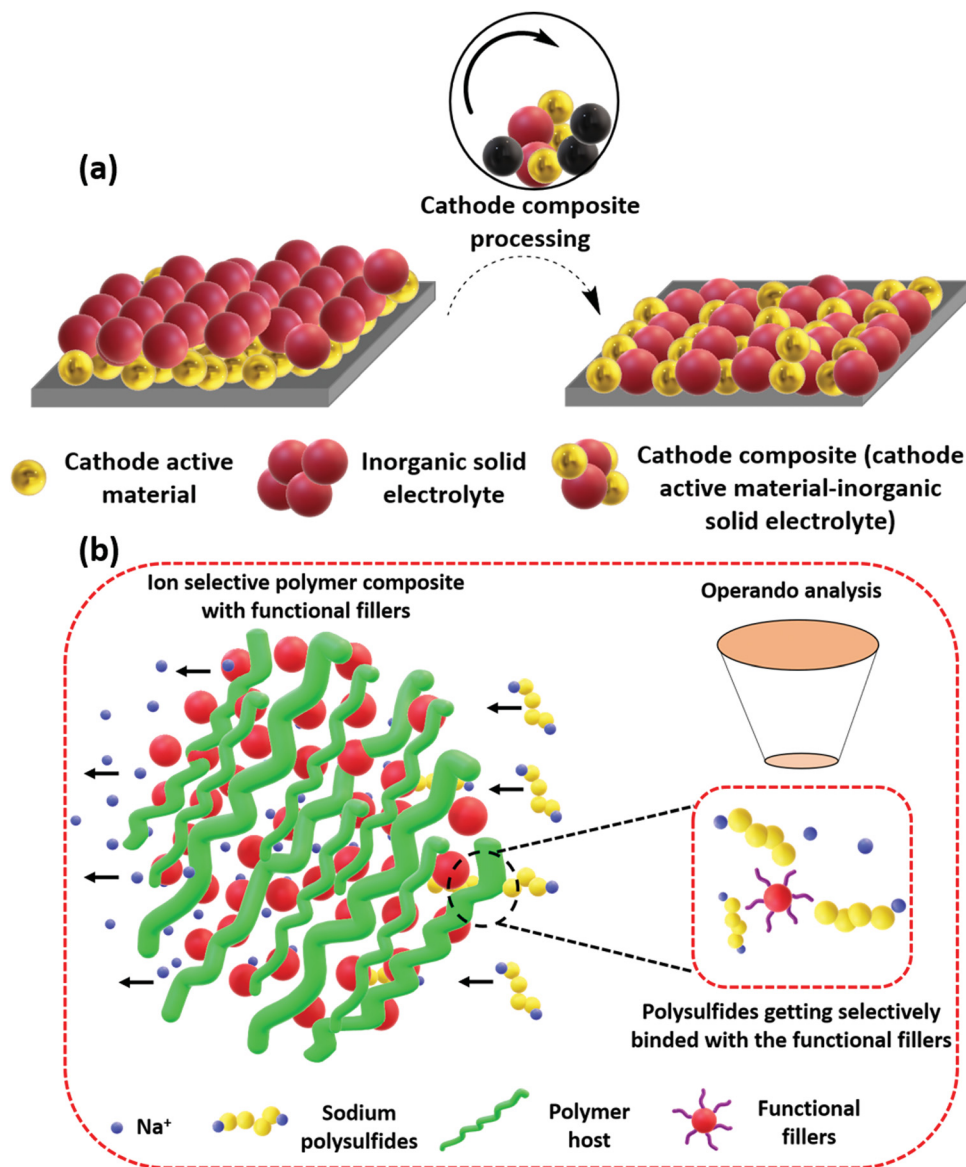 (a)
Cathode composite
processing
Cathode active
material
Inorganic solid
electrolyte
Cathode composite (cathode
active material-inorganic
solid electrolyte)
(b)
Ion selective polymer composite
with functional fillers
Operando analysis
Polysulfides getting selectively
binded with the functional fillers
Na⁺
Sodium
polysulfides
Polymer
host
Functional
fillers